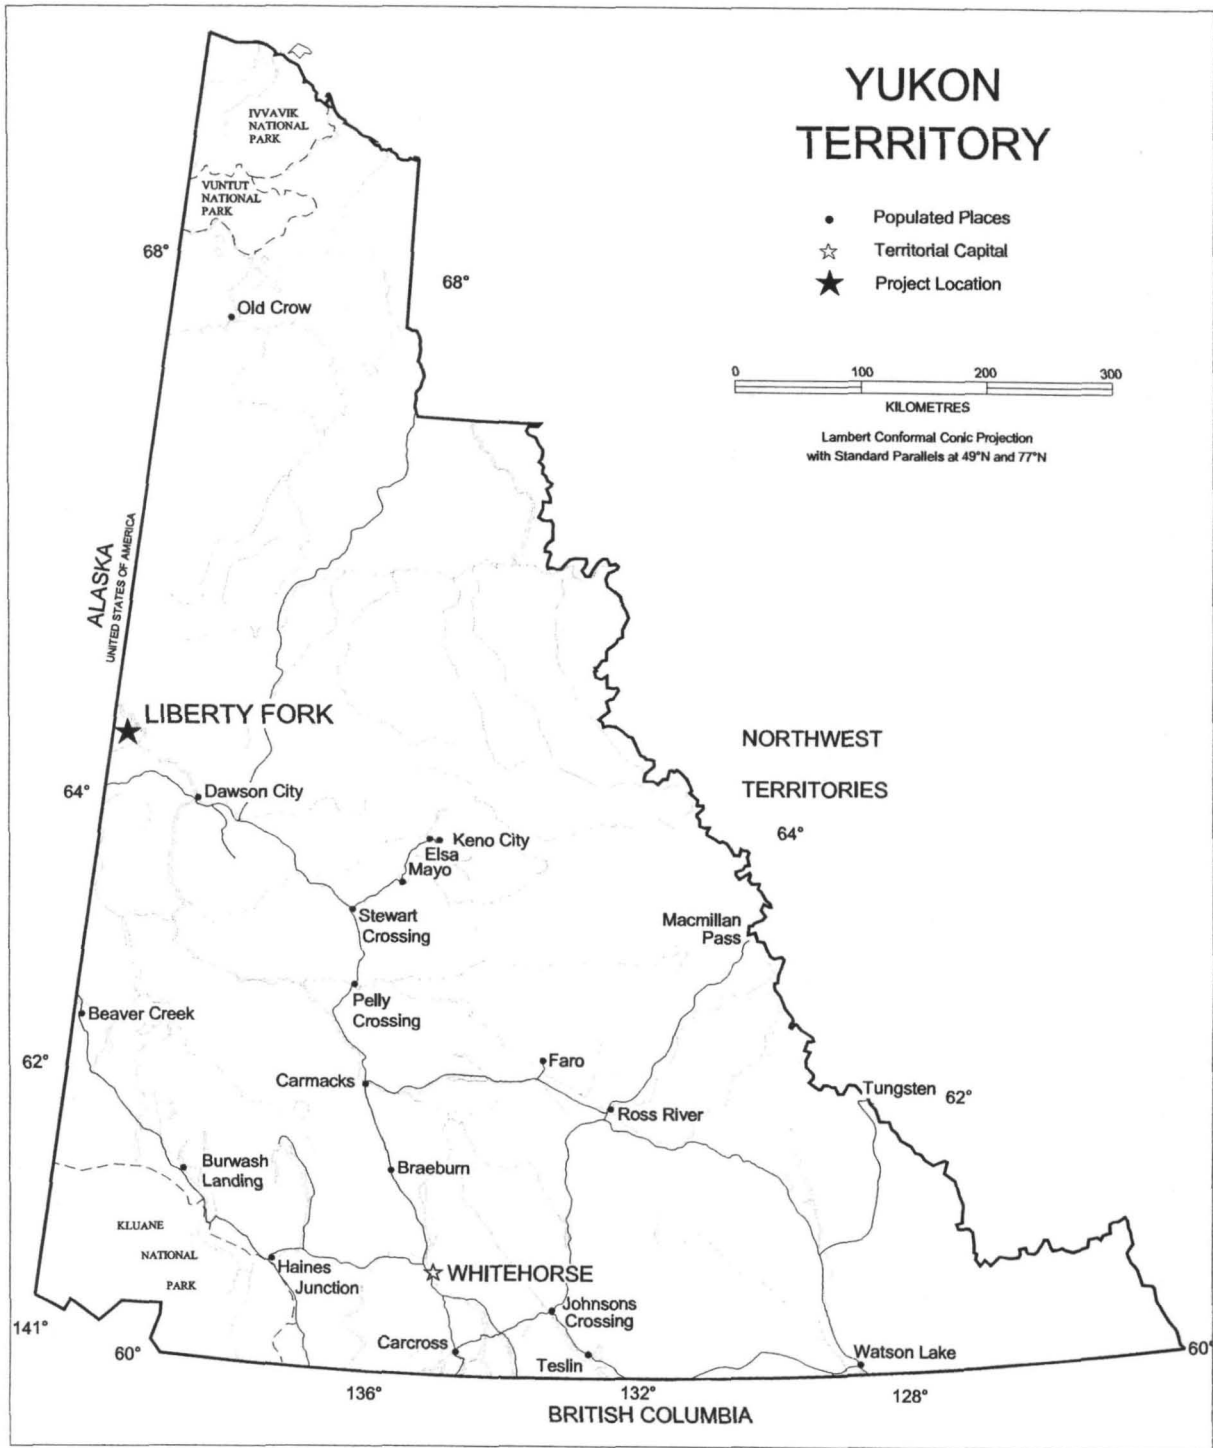 YUKON
TERRITORY
Populated Places
Territorial Capital
Project Location
0 100 200 300
KILOMETRES
Lambert Conformal Conic Projection
with Standard Parallels at 49°N and 77°N
IVVAVIK
NATIONAL
PARK
VUNTUT
NATIONAL
PARK
68°
68°
Old Crow
ALASKA
UNITED STATES OF AMERICA
LIBERTY FORK
NORTHWEST
TERRITORIES
64°
64°
Dawson City
Keno City
Elsa
Mayo
Stewart
Crossing
Macmillan
Pass
Pelly
Crossing
Beaver Creek
62°
Faro
Carmacks
Tungsten
62°
Ross River
Burwash
Landing
Braeburn
KLUANE
NATIONAL
PARK
Haines
Junction
WHITEHORSE
Johnsons
Crossing
141°
60°
Carcross
Teslin
Watson Lake
60°
136°
132°
128°
BRITISH COLUMBIA